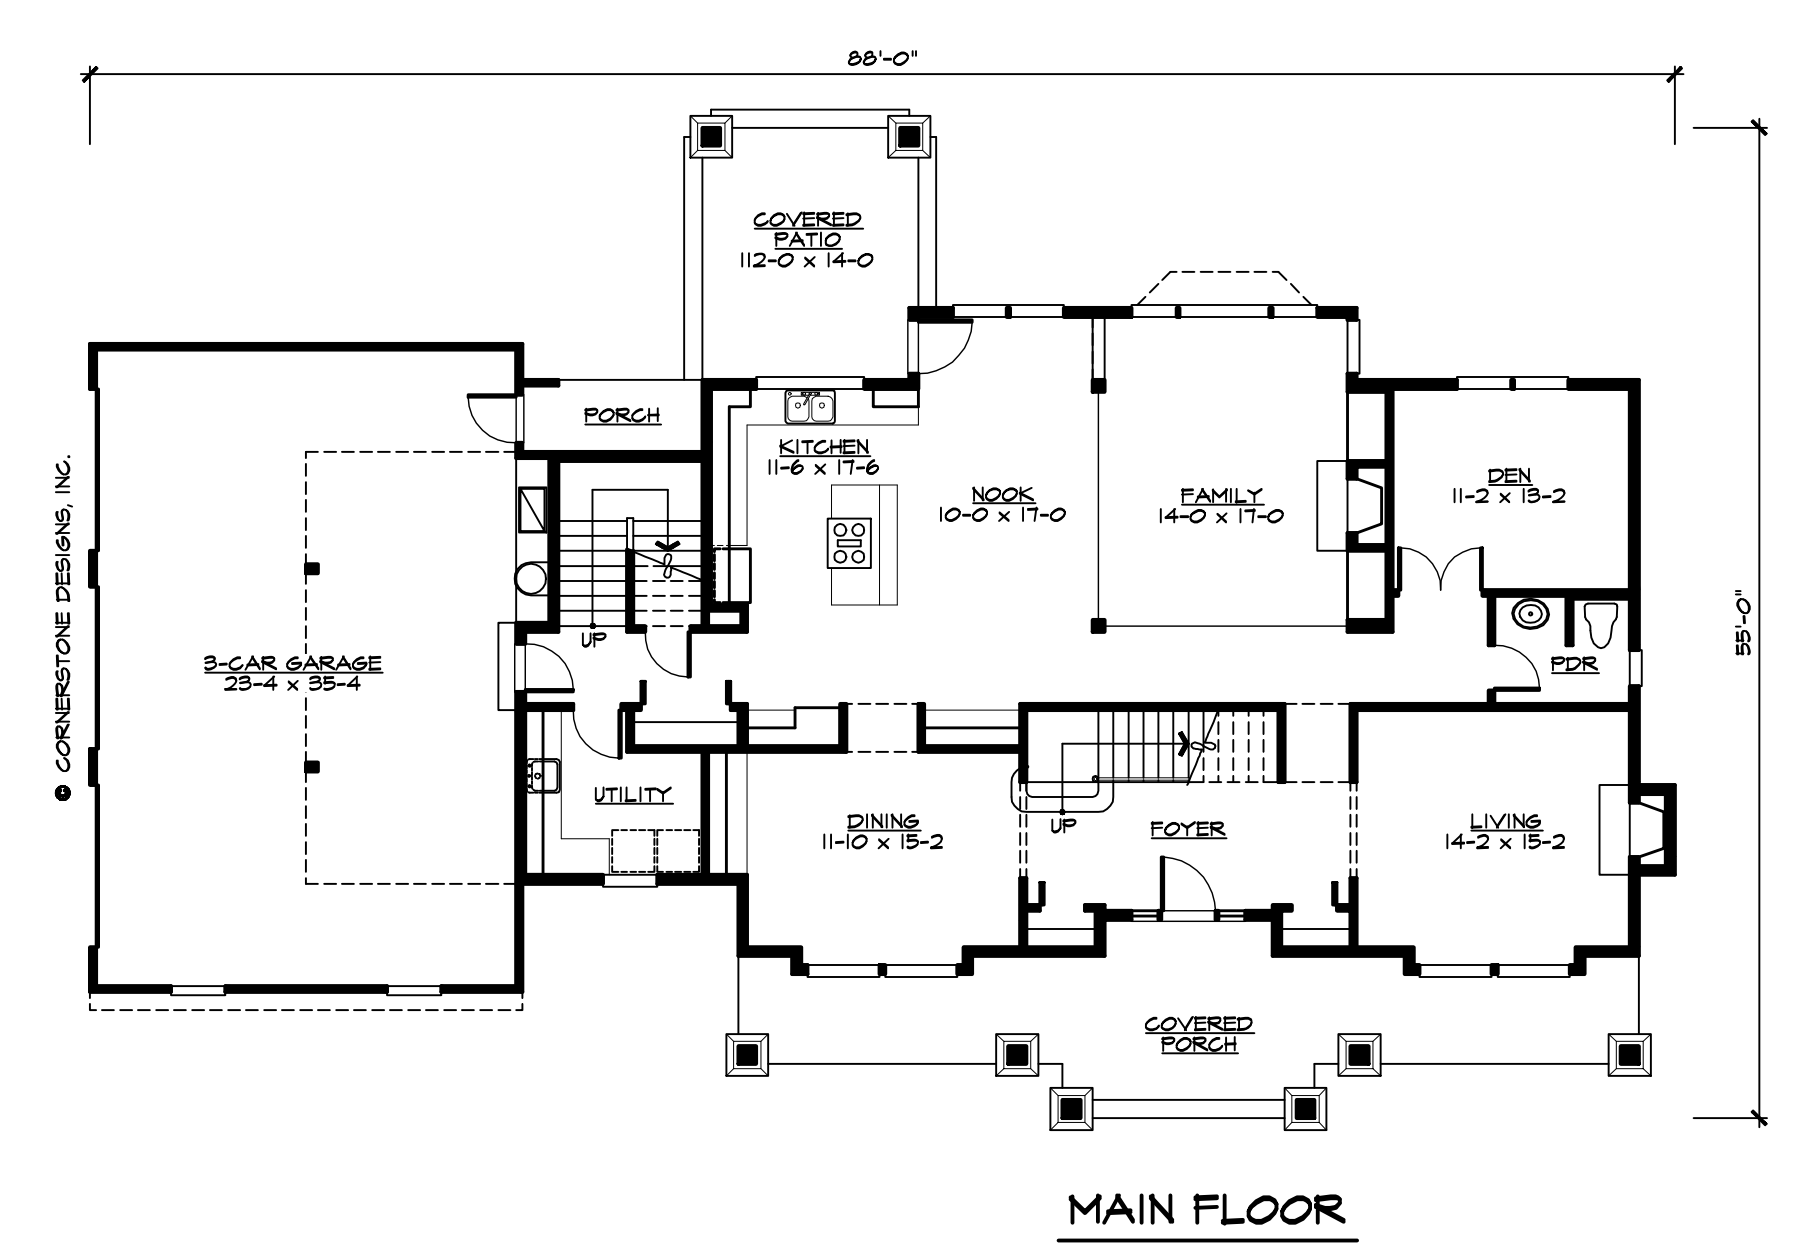 88'-0"
COVERED
PATIO
112-0 x 14-0
PORCH
KITCHEN
11-6 x 17-6
NOOK
10-0 x 17-0
FAMILY
14-0 x 17-0
DEN
11-2 x 13-2
55'-0"
© CORNERSTONE DESIGNS, INC.
UP
3-CAR GARAGE
23-4 x 35-4
PDR
UTILITY
DINING
11-10 x 15-2
UP
FOYER
LIVING
14-2 x 15-2
COVERED
PORCH
MAIN FLOOR